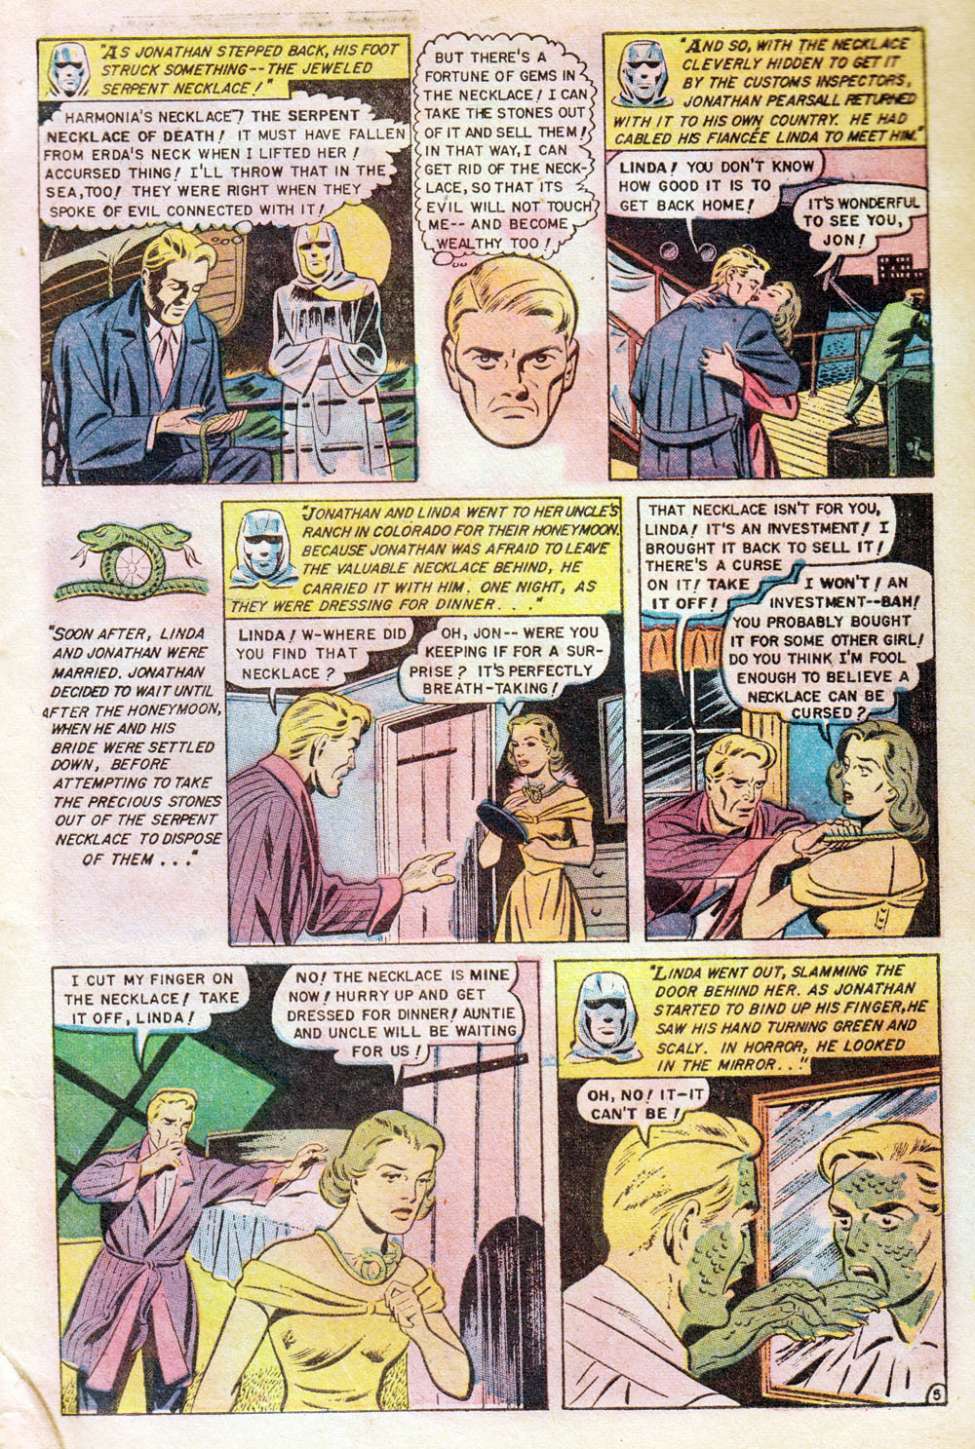 "AS JONATHAN STEPPED BACK, HIS FOOT
STRUCK SOMETHING--THE JEWELED
SERPENT NECKLACE!"
HARMONIA'S NECKLACE? THE SERPENT
NECKLACE OF DEATH! IT MUST HAVE FALLEN
FROM ERDA'S NECK WHEN I LIFTED HER!
ACCURSED THING! I'LL THROW THAT IN THE
SEA, TOO! THEY WERE RIGHT WHEN THEY
SPOKE OF EVIL CONNECTED WITH IT!
BUT THERE'S A
FORTUNE OF GEMS IN
THE NECKLACE! I CAN
TAKE THE STONES OUT
OF IT AND SELL THEM!
IN THAT WAY, I CAN
GET RID OF THE NECK-
LACE, SO THAT ITS
EVIL WILL NOT TOUCH
ME-- AND BECOME
WEALTHY TOO!
"AND SO, WITH THE NECKLACE
CLEVERLY HIDDEN TO GET IT
BY THE CUSTOMS INSPECTORS,
JONATHAN PEARSALL RETURNED
WITH IT TO HIS OWN COUNTRY. HE HAD
CABLED HIS FIANCÉE LINDA TO MEET HIM."
LINDA! YOU DON'T KNOW
HOW GOOD IT IS TO
GET BACK HOME!
IT'S WONDERFUL
TO SEE YOU,
JON!
"SOON AFTER, LINDA
AND JONATHAN WERE
MARRIED. JONATHAN
DECIDED TO WAIT UNTIL
AFTER THE HONEYMOON,
WHEN HE AND HIS
BRIDE WERE SETTLED
DOWN, BEFORE
ATTEMPTING TO TAKE
THE PRECIOUS STONES
OUT OF THE SERPENT
NECKLACE TO DISPOSE
OF THEM..."
"JONATHAN AND LINDA WENT TO HER UNCLE'S
RANCH IN COLORADO FOR THEIR HONEYMOON.
BECAUSE JONATHAN WAS AFRAID TO LEAVE
THE VALUABLE NECKLACE BEHIND, HE
CARRIED IT WITH HIM. ONE NIGHT, AS
THEY WERE DRESSING FOR DINNER..."
LINDA! W-WHERE DID
YOU FIND THAT
NECKLACE?
OH, JON-- WERE YOU
KEEPING IF FOR A SUR-
PRISE? IT'S PERFECTLY
BREATH-TAKING!
THAT NECKLACE ISN'T FOR YOU,
LINDA! IT'S AN INVESTMENT! I
BROUGHT IT BACK TO SELL IT!
THERE'S A CURSE
ON IT! TAKE
IT OFF!
I WON'T! AN
INVESTMENT--BAH!
YOU PROBABLY BOUGHT
IT FOR SOME OTHER GIRL!
DO YOU THINK I'M FOOL
ENOUGH TO BELIEVE A
NECKLACE CAN BE
CURSED?
I CUT MY FINGER ON
THE NECKLACE! TAKE
IT OFF, LINDA!
NO! THE NECKLACE IS MINE
NOW! HURRY UP AND GET
DRESSED FOR DINNER! AUNTIE
AND UNCLE WILL BE WAITING
FOR US!
"LINDA WENT OUT, SLAMMING THE
DOOR BEHIND HER. AS JONATHAN
STARTED TO BIND UP HIS FINGER, HE
SAW HIS HAND TURNING GREEN AND
SCALY. IN HORROR, HE LOOKED
IN THE MIRROR..."
OH, NO! IT-IT
CAN'T BE!
5